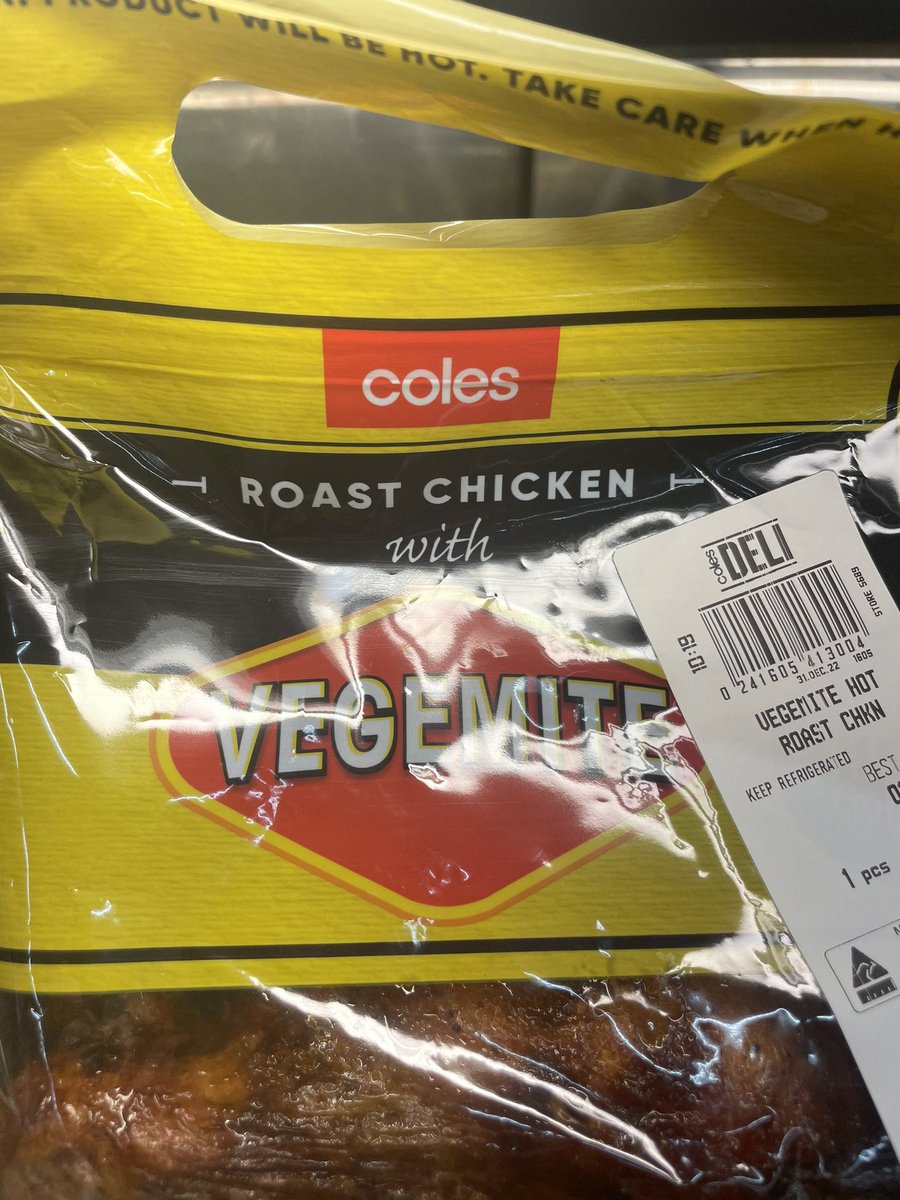 PRODUCT WILL BE HOT. TAKE CARE WHEN
coles
ROAST CHICKEN
with
VEGEMITE
coles DELI
STORE 5689
10:19
0 241605 413004
31.DEC.22 1605
VEGEMITE HOT
ROAST CHKN
KEEP REFRIGERATED
BEST
1 pcs